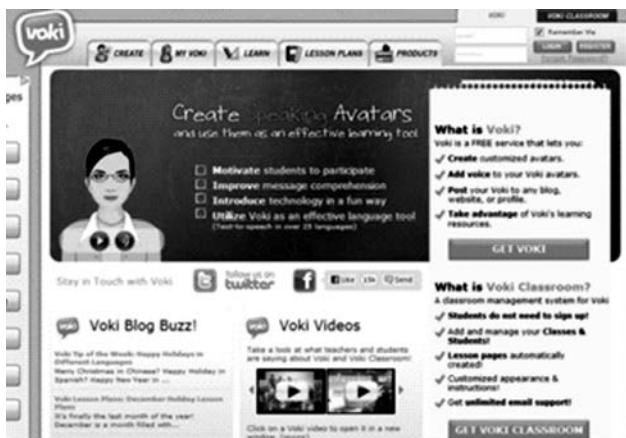 voki
VOKI
VOKI CLASSROOM
Remember Me
LOGIN
REGISTER
Forgot Password?
CREATE
MY VOKI
LEARN
LESSON PLANS
PRODUCTS
Create Speaking Avatars
and use them as an effective learning tool
Motivate students to participate
Improve message comprehension
Introduce technology in a fun way
Utilize Voki as an effective language tool
(Text-to-speech in over 25 languages)
What is Voki?
Voki is a FREE service that lets you:
Create customized avatars.
Add voice to your Voki avatars.
Post your Voki to any blog,
website, or profile.
Take advantage of Voki's learning
resources.
GET VOKI
Stay in Touch with Voki
follow us on
twitter
Like
15k
Send
What is Voki Classroom?
A classroom management system for Voki
Students do not need to sign up!
Add and manage your Classes &
Students!
Lesson pages automatically
created!
Customized appearance &
instructions!
Get unlimited email support!
GET VOKI CLASSROOM
voki
Voki Blog Buzz!
Voki Tip of the Week: Happy Holidays in
Different Languages
Merry Christmas in Chinese? Happy Holiday in
Spanish? Happy New Year in ...
Voki Lesson Plans: December Holiday Lesson
Plans
It's finally the last month of the year!
December is a month filled with...
voki
Voki Videos
Take a look at what teachers and students
are saying about Voki and Voki Classroom!
Click on a Voki video to open it in a new
window.
ges